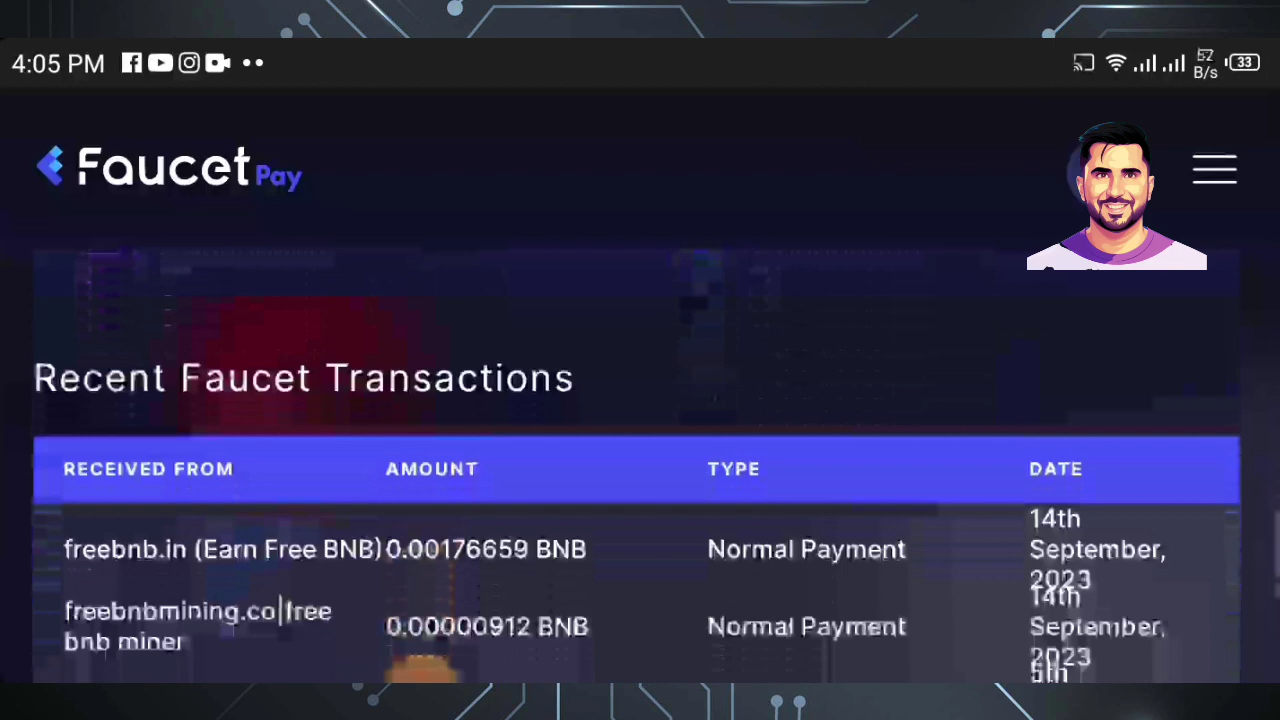 4:05 PM
B/s
33
Faucet Pay
Recent Faucet Transactions
RECEIVED FROM AMOUNT TYPE DATE
freebnb.in (Earn Free BNB) 0.00176659 BNB Normal Payment 14th September, 2023
freebnbmining.co|free bnb miner 0.00000912 BNB Normal Payment 14th September, 2023